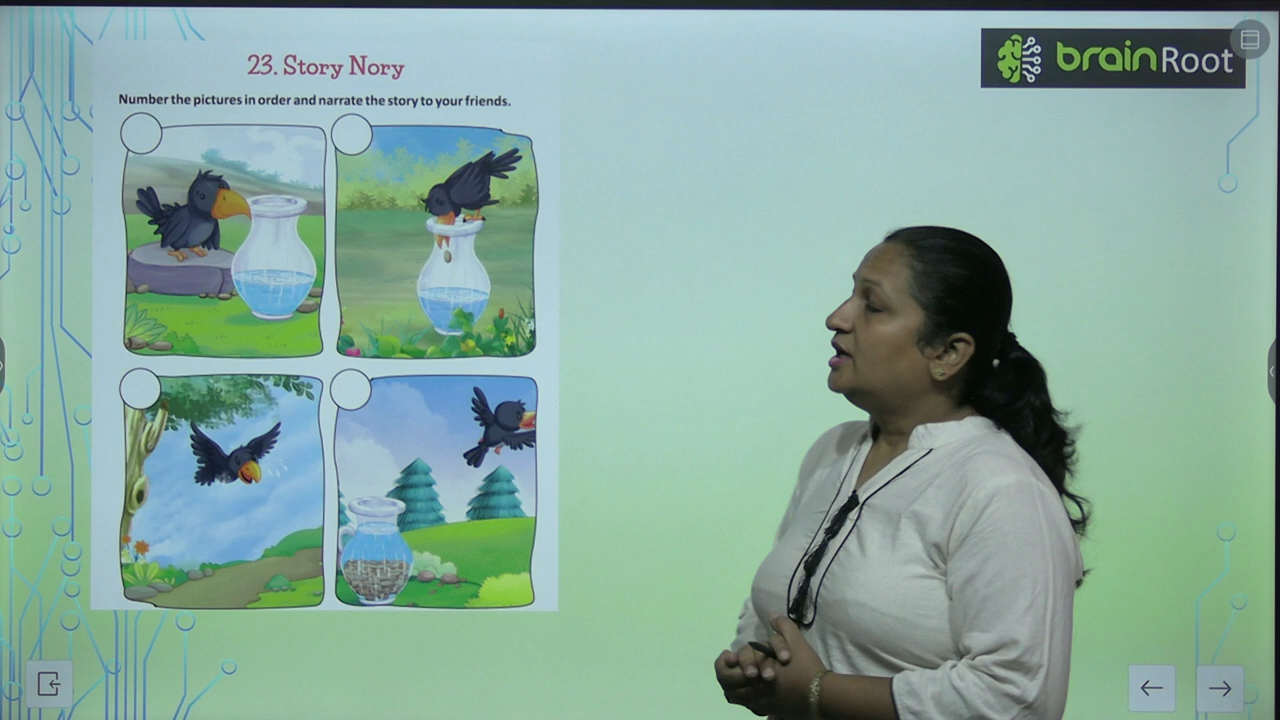 23. Story Nory
brainRoot
Number the pictures in order and narrate the story to your friends.